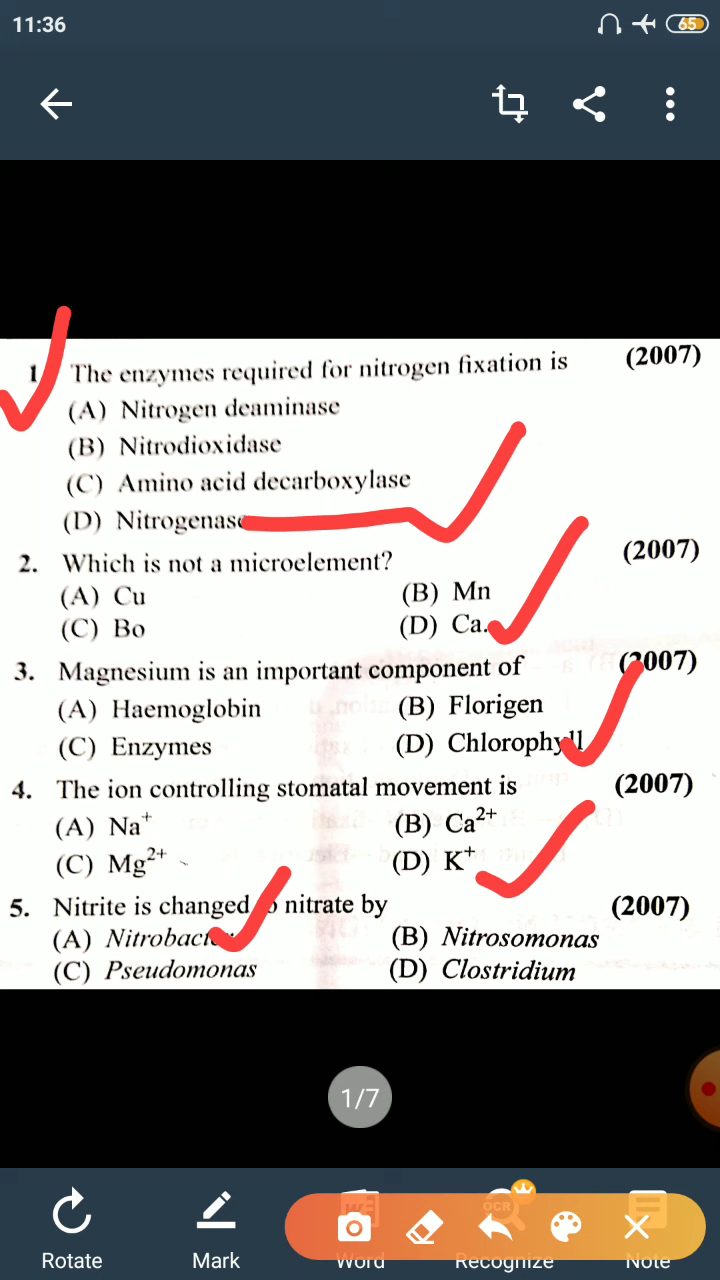 11:36
65
1 The enzymes required for nitrogen fixation is (2007)
(A) Nitrogen deaminase
(B) Nitrodioxidase
(C) Amino acid decarboxylase
(D) Nitrogenase
2. Which is not a microelement? (2007)
(A) Cu (B) Mn
(C) Bo (D) Ca.
3. Magnesium is an important component of (2007)
(A) Haemoglobin (B) Florigen
(C) Enzymes (D) Chlorophyll
4. The ion controlling stomatal movement is (2007)
(A) Na⁺ (B) Ca²⁺
(C) Mg²⁺ (D) K⁺
5. Nitrite is changed to nitrate by (2007)
(A) Nitrobacter (B) Nitrosomonas
(C) Pseudomonas (D) Clostridium
1/7
OCR
Rotate Mark Word Recognize Note